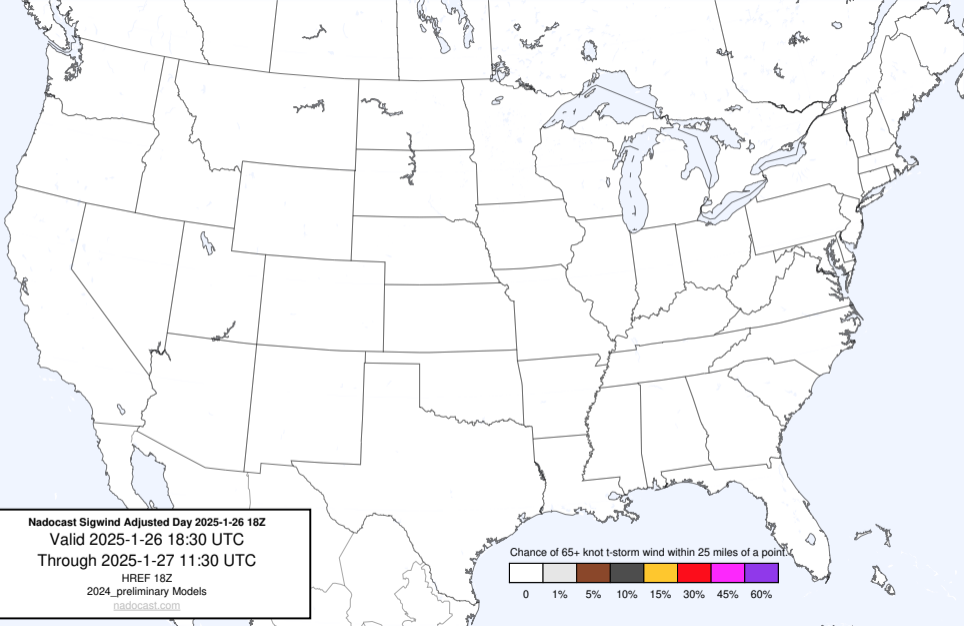 Nadocast Sigwind Adjusted Day 2025-1-26 18Z
Valid 2025-1-26 18:30 UTC
Through 2025-1-27 11:30 UTC
HREF 18Z
2024_preliminary Models
nadocast.com
Chance of 65+ knot t-storm wind within 25 miles of a point.
0 1% 5% 10% 15% 30% 45% 60%